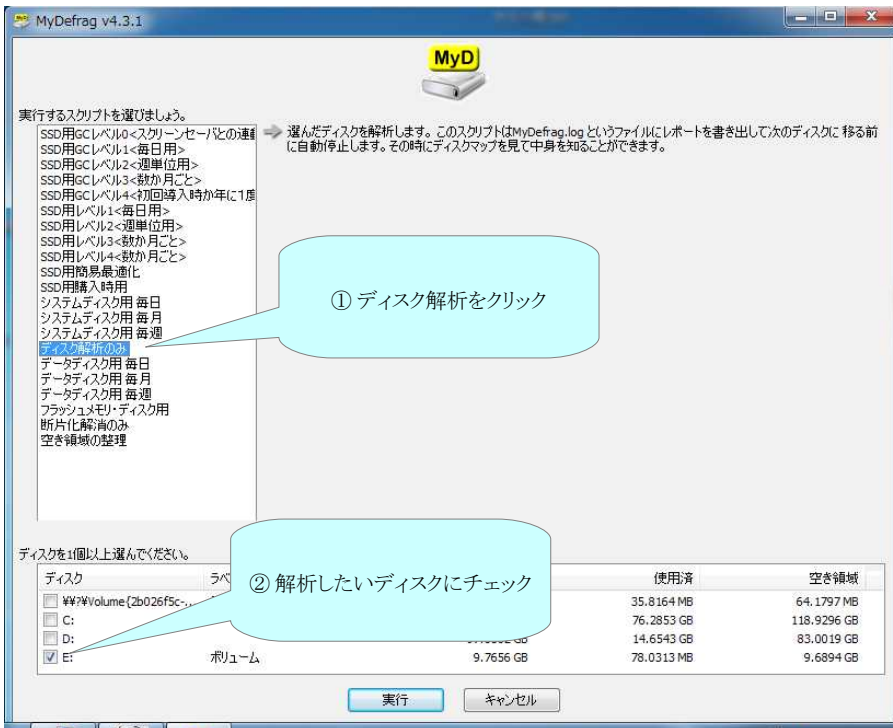 MyDefrag v4.3.1
MyD
実行するスクリプトを選びましょう。
SSD用GCレベル0<スクリーンセーバとの連動
SSD用GCレベル1<毎日用>
SSD用GCレベル2<週単位用>
SSD用GCレベル3<数か月ごと>
SSD用GCレベル4<初回導入時か年に1度
SSD用レベル1<毎日用>
SSD用レベル2<週単位用>
SSD用レベル3<数か月ごと>
SSD用レベル4<数か月ごと>
SSD用簡易最適化
SSD用購入時用
システムディスク用 毎日
システムディスク用 毎月
システムディスク用 毎週
ディスク解析のみ
データディスク用 毎日
データディスク用 毎月
データディスク用 毎週
フラッシュメモリ・ディスク用
断片化解消のみ
空き領域の整理
選んだディスクを解析します。このスクリプトはMyDefrag.log というファイルにレポートを書き出して次のディスクに 移る前
に自動停止します。その時にディスクマップを見て中身を知ることができます。
① ディスク解析をクリック
ディスクを1個以上選んでください。
② 解析したいディスクにチェック
ディスク ラベ 使用済 空き領域
¥¥?¥Volume{2b026f5c-... 35.8164 MB 64.1797 MB
C: 76.2853 GB 118.9296 GB
D: 14.6543 GB 83.0019 GB
E: ボリューム 9.7656 GB 78.0313 MB 9.6894 GB
実行 キャンセル